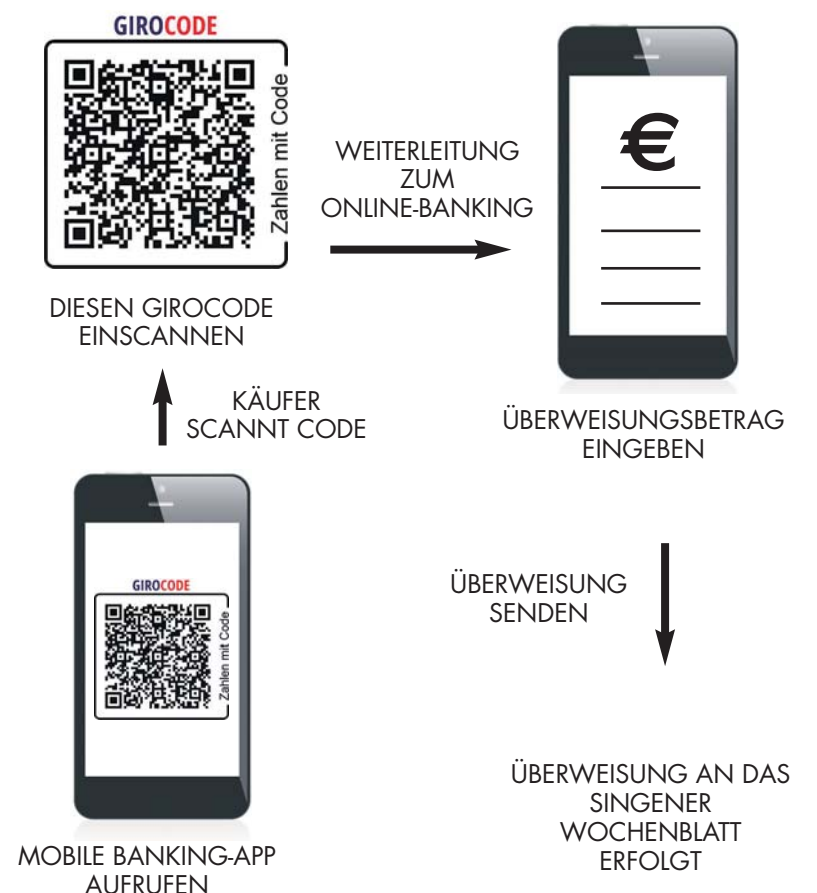 GIROCODE
Zahlen mit Code
WEITERLEITUNG
ZUM
ONLINE-BANKING
€
DIESEN GIROCODE
EINSCANNEN
ÜBERWEISUNGSBETRAG
EINGEBEN
KÄUFER
SCANNT CODE
GIROCODE
Zahlen mit Code
ÜBERWEISUNG
SENDEN
MOBILE BANKING-APP
AUFRUFEN
ÜBERWEISUNG AN DAS
SINGENER
WOCHENBLATT
ERFOLGT